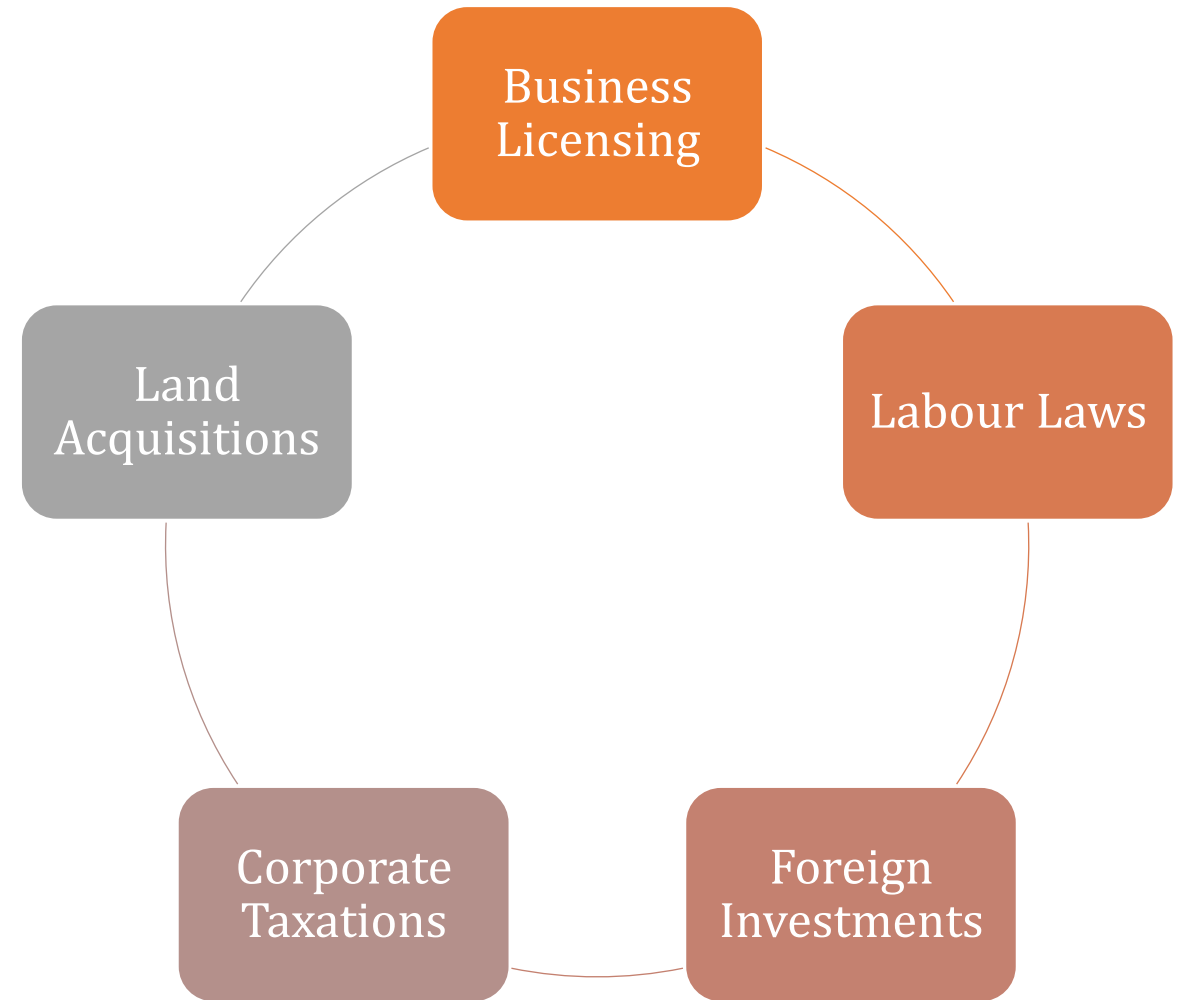 Business
Licensing
Labour Laws
Foreign
Investments
Corporate
Taxations
Land
Acquisitions